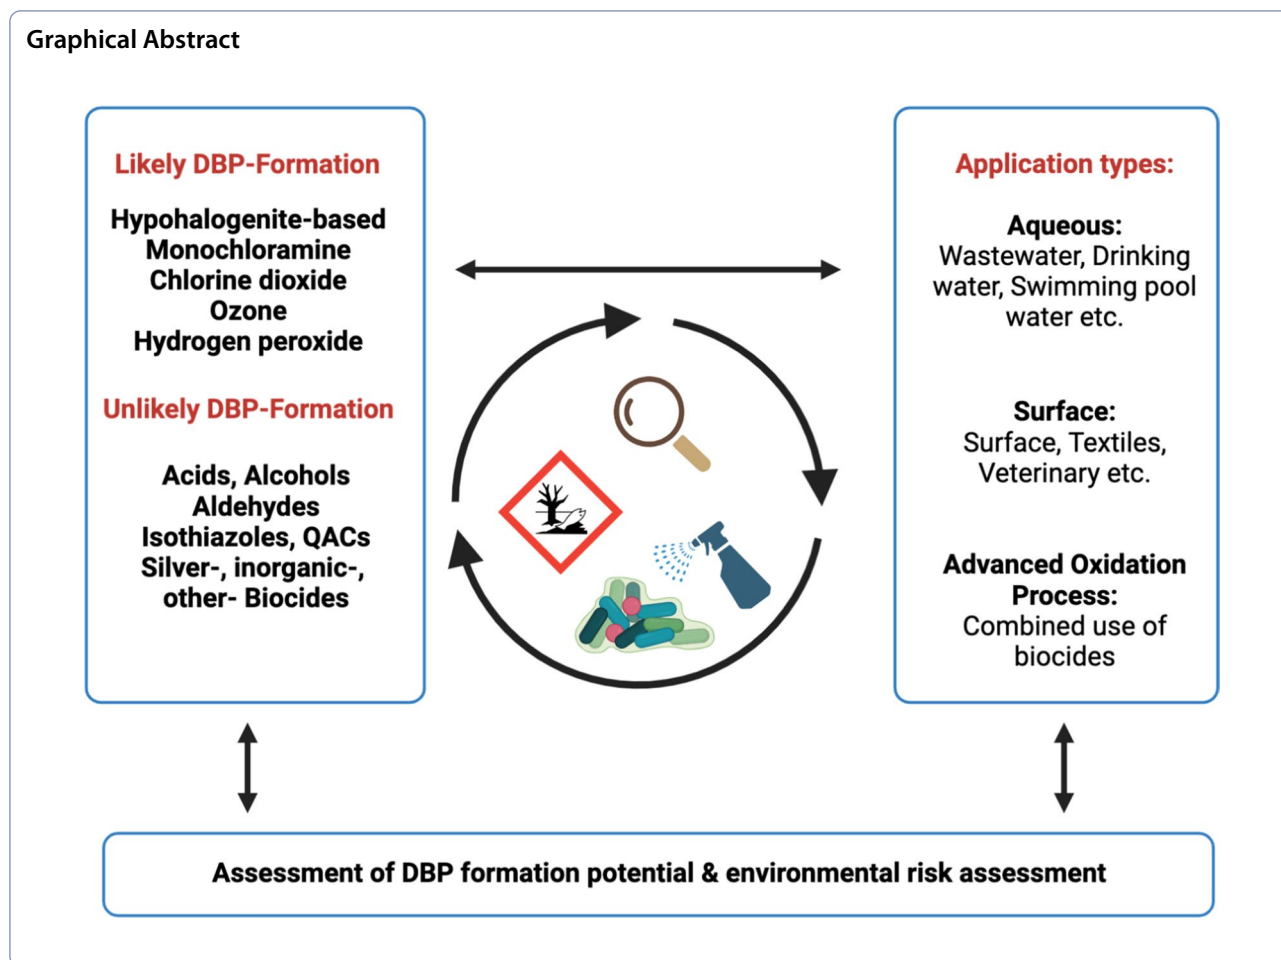 Graphical Abstract
Likely DBP-Formation
Hypohalogenite-based
Monochloramine
Chlorine dioxide
Ozone
Hydrogen peroxide
Unlikely DBP-Formation
Acids, Alcohols
Aldehydes
Isothiazoles, QACs
Silver-, inorganic-,
other- Biocides
Application types:
Aqueous:
Wastewater, Drinking
water, Swimming pool
water etc.
Surface:
Surface, Textiles,
Veterinary etc.
Advanced Oxidation
Process:
Combined use of
biocides
Assessment of DBP formation potential & environmental risk assessment